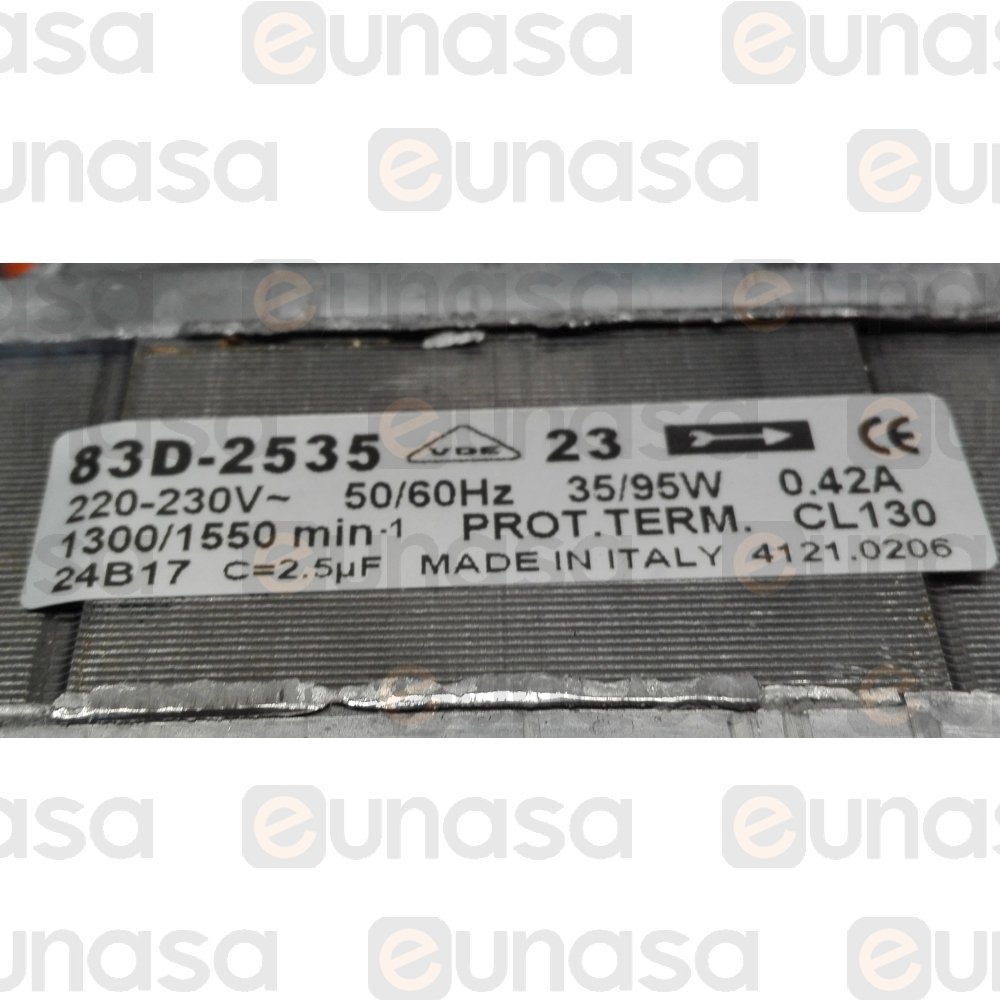 eunasa
83D-2535 VDE 23 CE
220-230V~ 50/60Hz 35/95W 0.42A
1300/1550 min-1 PROT.TERM. CL130
24B17 C=2.5µF MADE IN ITALY 4121.0206